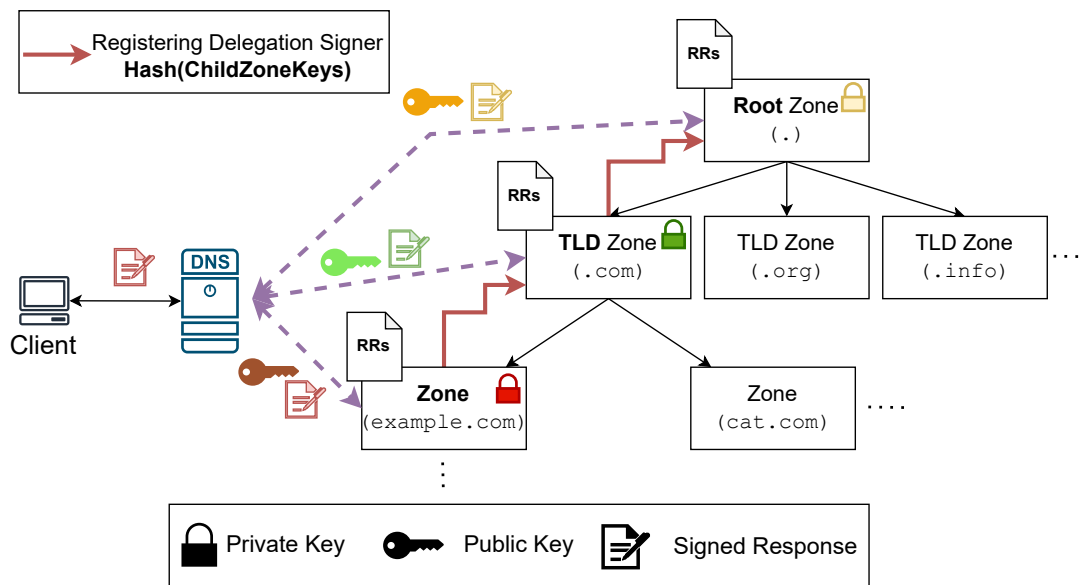 Registering Delegation Signer
Hash(ChildZoneKeys)
RRs
Root Zone
(.)
RRs
TLD Zone
(.com)
TLD Zone
(.org)
TLD Zone
(.info)
....
DNS
Client
RRs
Zone
(example.com)
Zone
(cat.com)
....
Private Key
Public Key
Signed Response